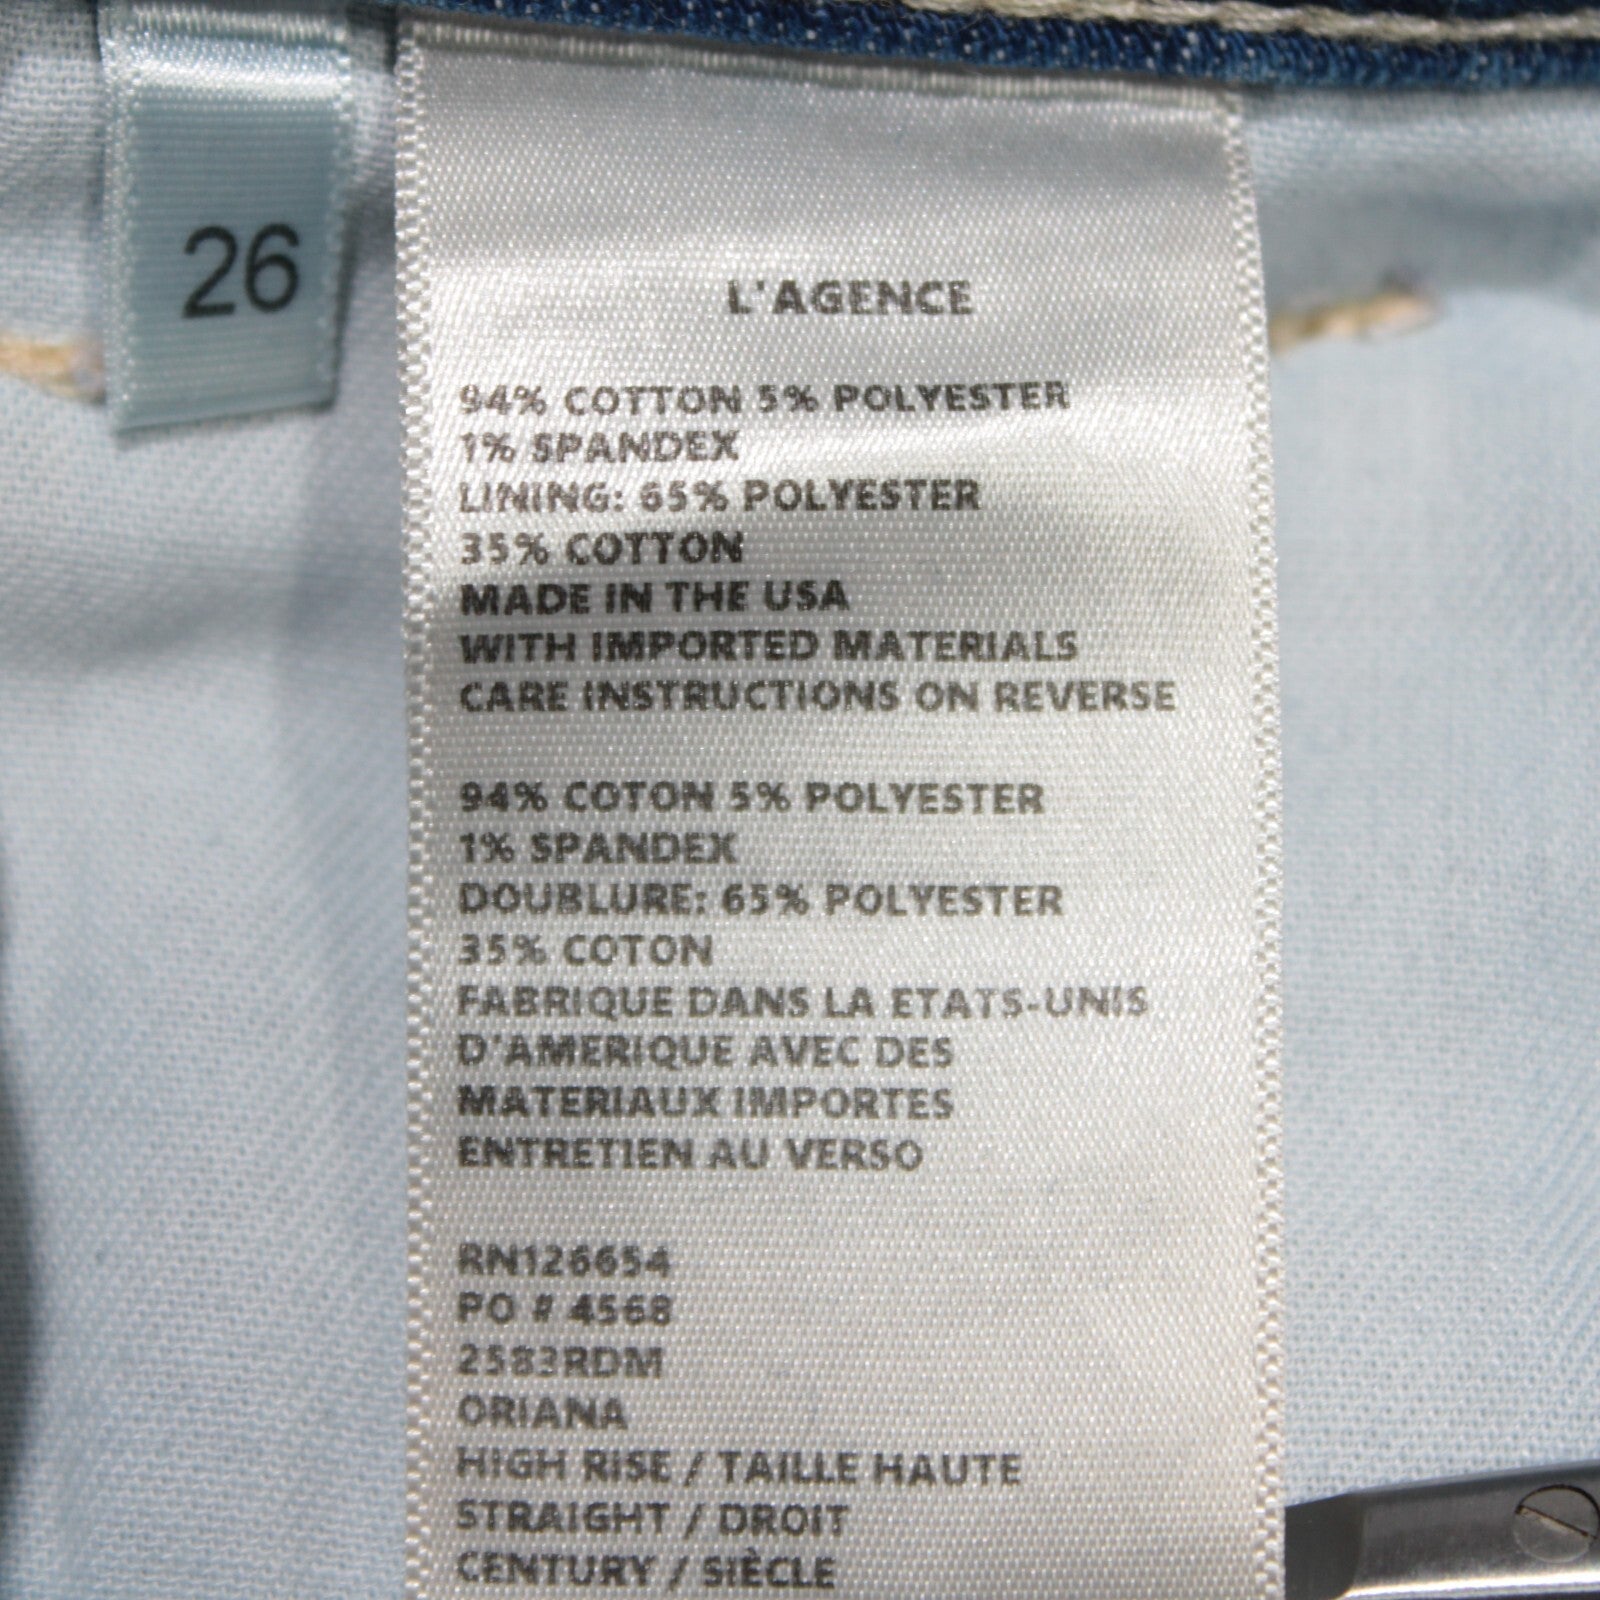 26
L'AGENCE
94% COTTON 5% POLYESTER
1% SPANDEX
LINING: 65% POLYESTER
35% COTTON
MADE IN THE USA
WITH IMPORTED MATERIALS
CARE INSTRUCTIONS ON REVERSE
94% COTON 5% POLYESTER
1% SPANDEX
DOUBLURE: 65% POLYESTER
35% COTON
FABRIQUE DANS LA ETATS-UNIS
D'AMERIQUE AVEC DES
MATERIAUX IMPORTES
ENTRETIEN AU VERSO
RN126654
PO # 4568
2583RDM
ORIANA
HIGH RISE / TAILLE HAUTE
STRAIGHT / DROIT
CENTURY / SIÈCLE